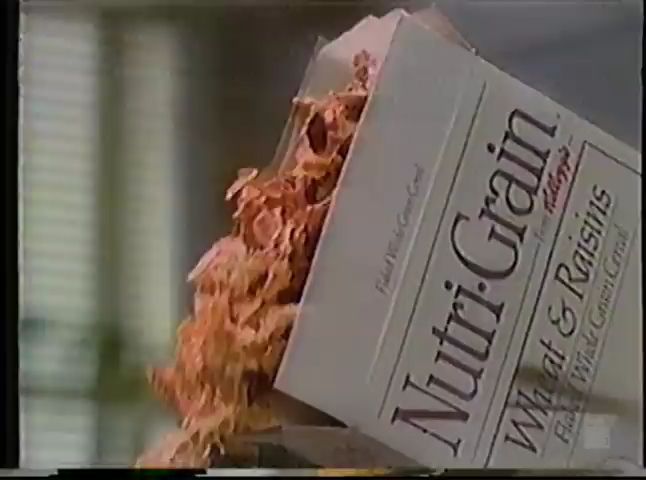 Nutri·Grain
From Kellogg's
Wheat & Raisins
Flaked Whole Grain Cereal
Flaked Whole Grain Cereal